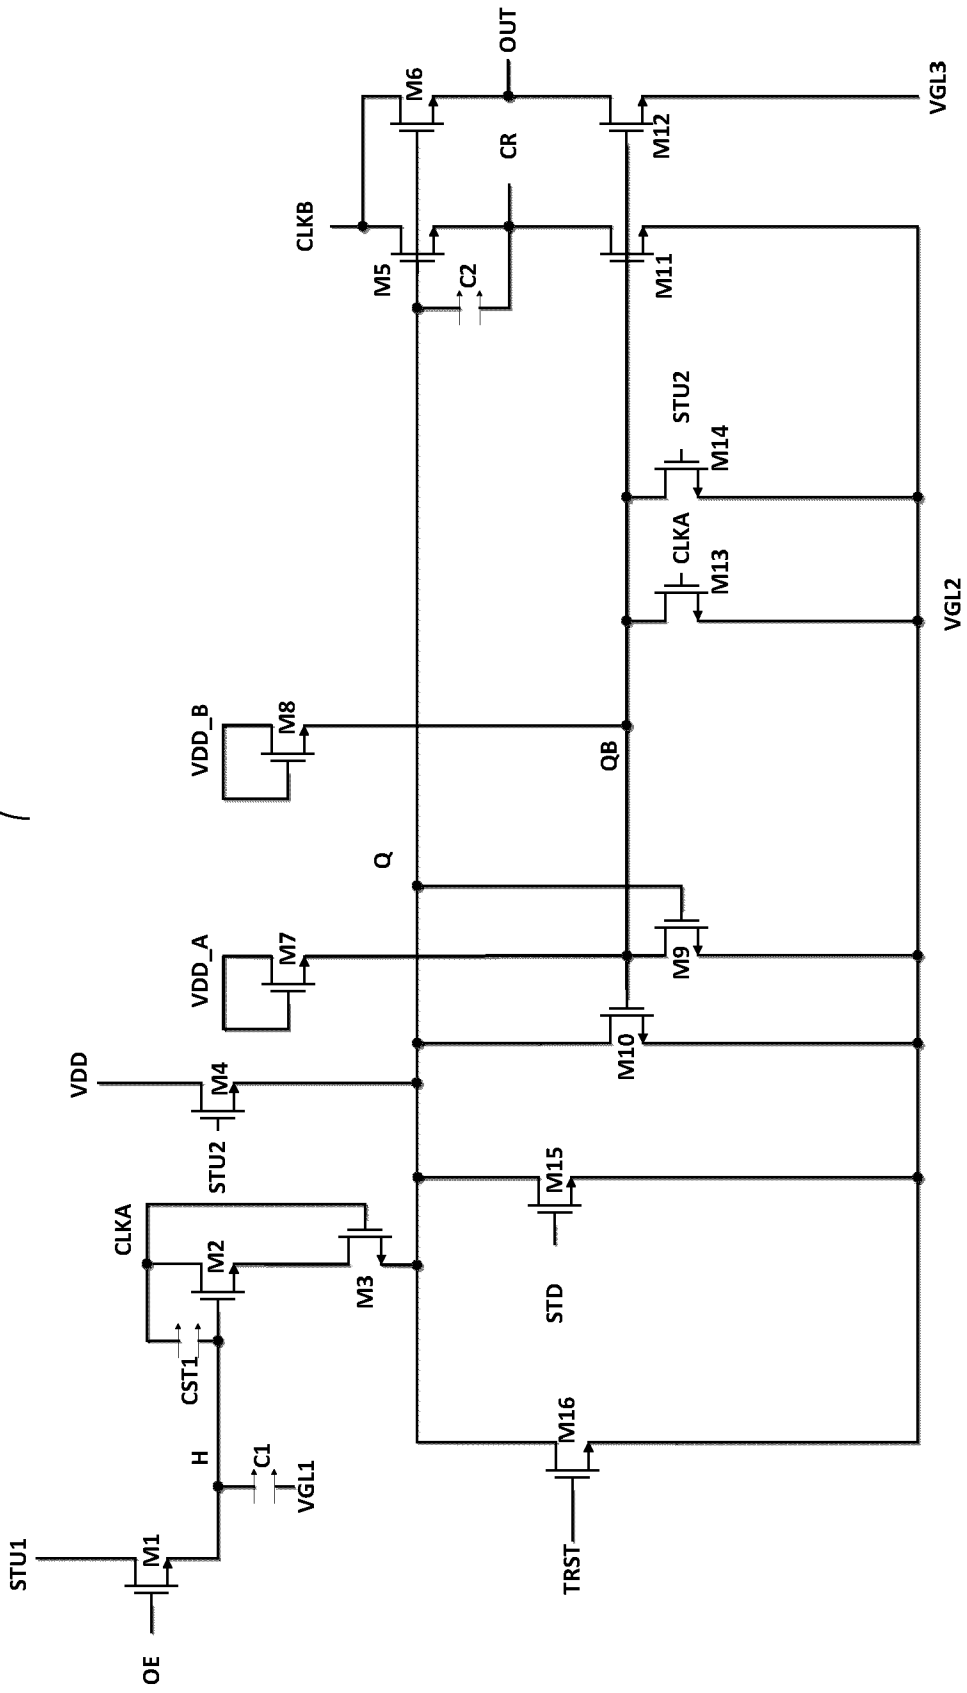 OE
STU1
M1
H
C1
VGL1
CST1
CLKA
M2
M3
STU2
VDD
M4
VDD_A
M7
Q
VDD_B
M8
CLKB
M5
C2
M6
OUT
CR
TRST
M16
STD
M15
M10
M9
QB
M13
CLKA
M14
STU2
M11
M12
VGL2
VGL3